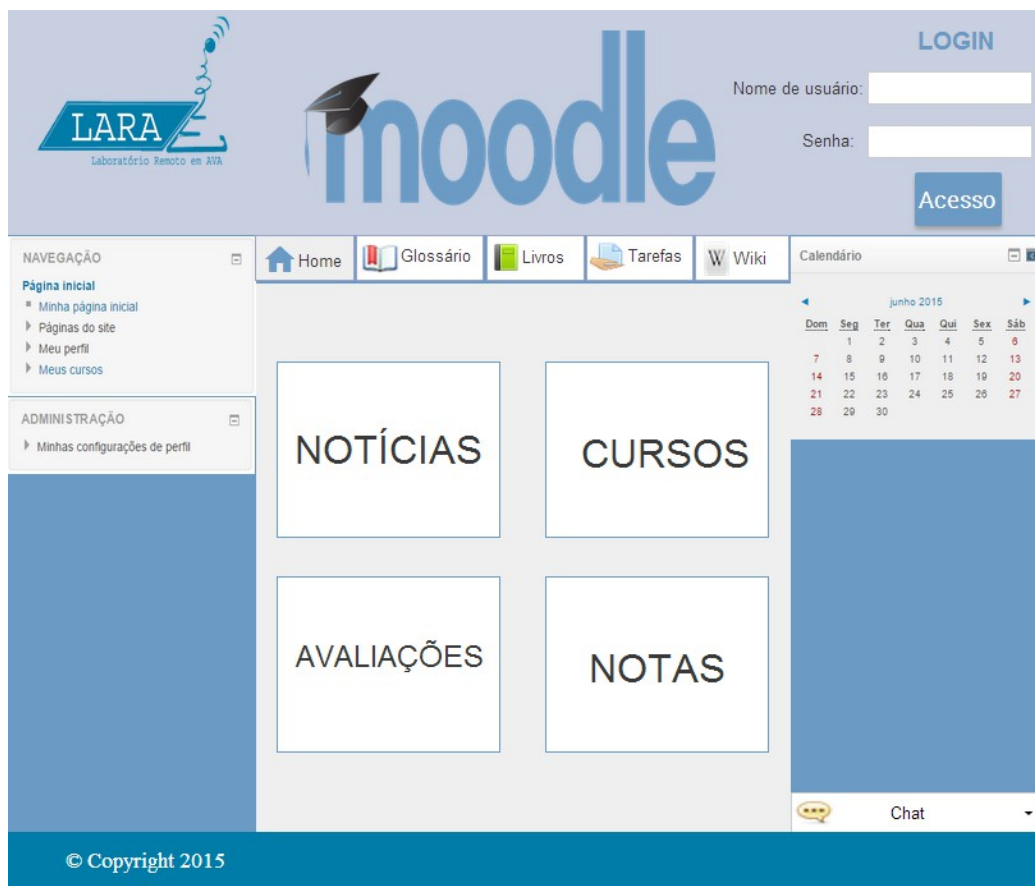 LARA
Laboratório Remoto em AVA
moodle
LOGIN
Nome de usuário:
Senha:
Acesso
NAVEGAÇÃO
Página inicial
Minha página inicial
Páginas do site
Meu perfil
Meus cursos
ADMINISTRAÇÃO
Minhas configurações de perfil
Home Glossário Livros Tarefas W Wiki
NOTÍCIAS CURSOS
AVALIAÇÕES NOTAS
Calendário
junho 2015
Dom Seg Ter Qua Qui Sex Sáb
1 2 3 4 5 6
7 8 9 10 11 12 13
14 15 16 17 18 19 20
21 22 23 24 25 26 27
28 29 30
Chat
© Copyright 2015